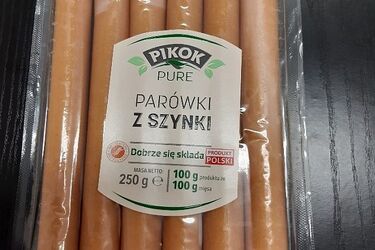 PIKOK
PURE
PARÓWKI
Z SZYNKI
Dobrze się składa
PRODUKT
POLSKI
MASA NETTO
250 g e
100 g produktu ze
100 g mięsa